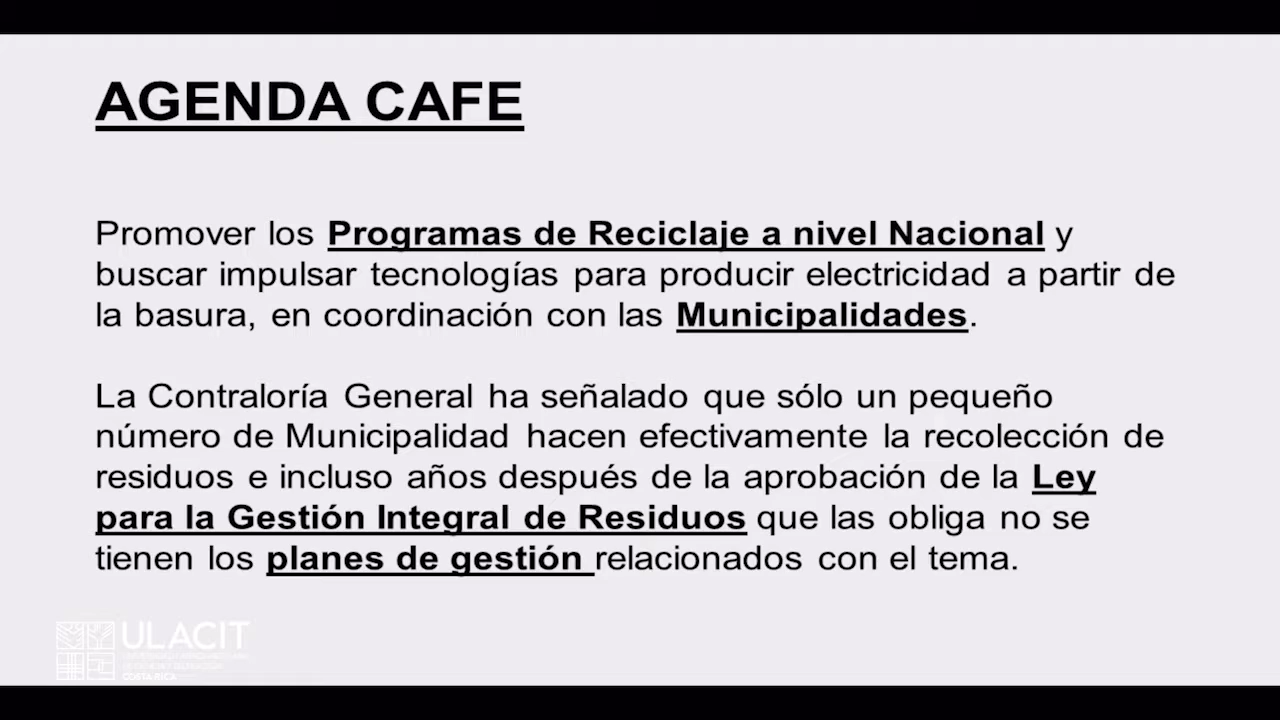 AGENDA CAFE
Promover los Programas de Reciclaje a nivel Nacional y
buscar impulsar tecnologías para producir electricidad a partir de
la basura, en coordinación con las Municipalidades.
La Contraloría General ha señalado que sólo un pequeño
número de Municipalidad hacen efectivamente la recolección de
residuos e incluso años después de la aprobación de la Ley
para la Gestión Integral de Residuos que las obliga no se
tienen los planes de gestión relacionados con el tema.
ULACIT
COSTA RICA